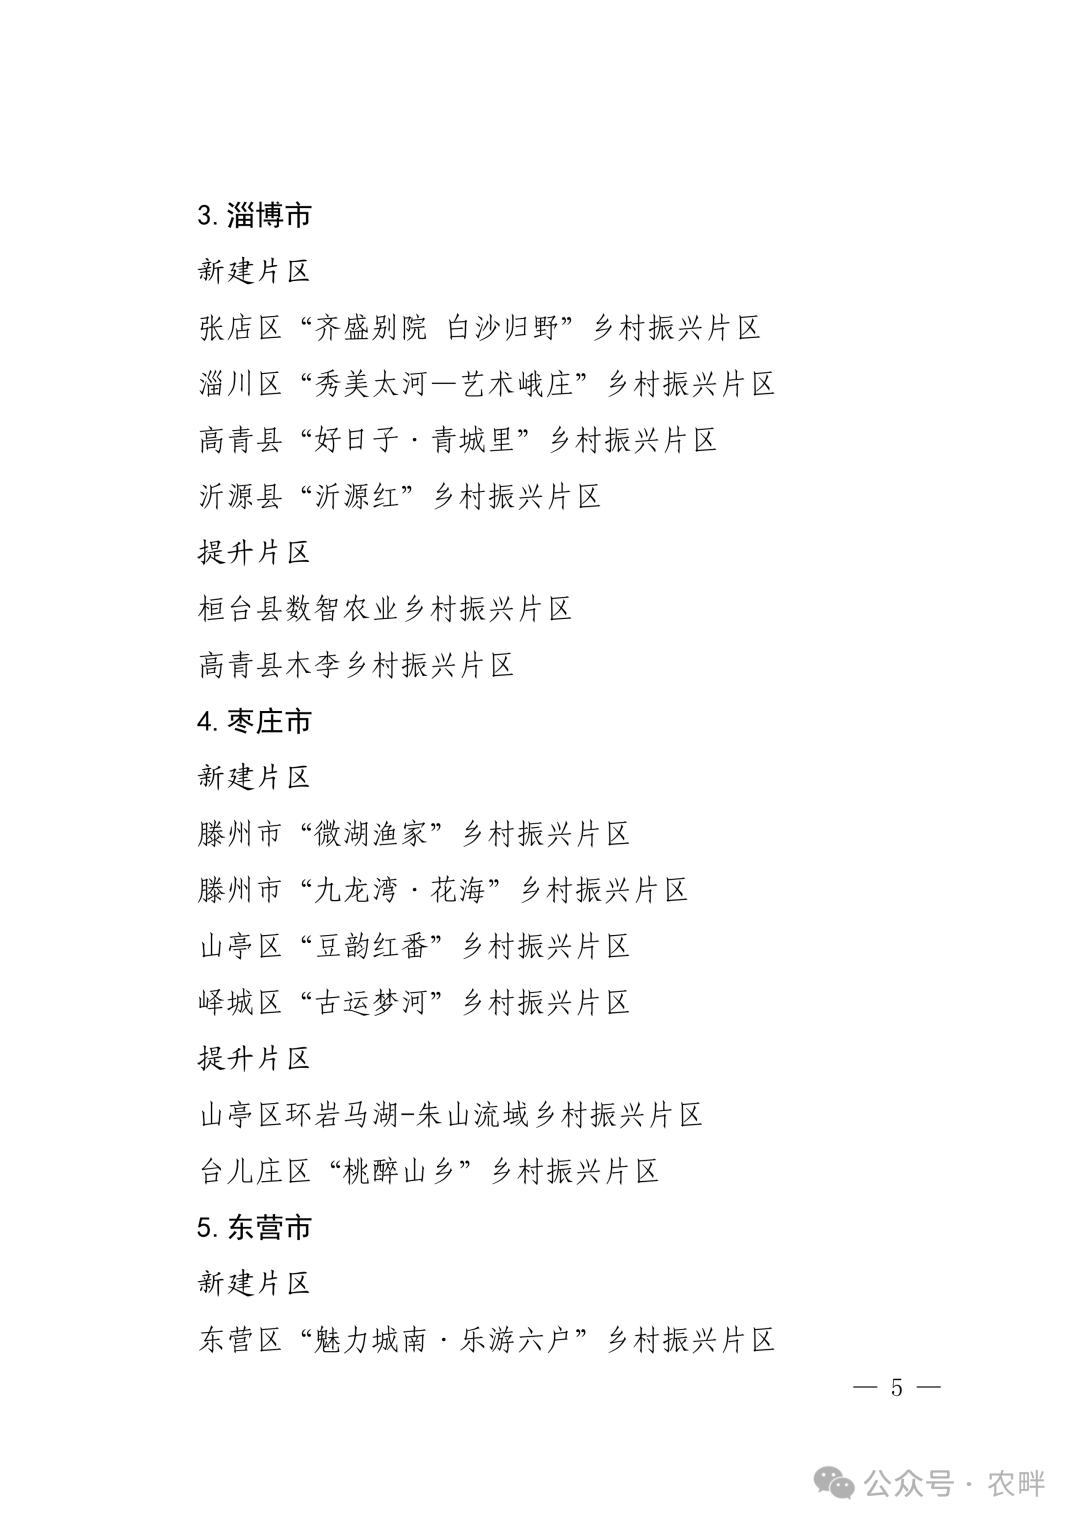 3.淄博市
新建片区
张店区“齐盛别院 白沙归野”乡村振兴片区
淄川区“秀美太河—艺术峨庄”乡村振兴片区
高青县“好日子·青城里”乡村振兴片区
沂源县“沂源红”乡村振兴片区
提升片区
桓台县数智农业乡村振兴片区
高青县木李乡村振兴片区
4.枣庄市
新建片区
滕州市“微湖渔家”乡村振兴片区
滕州市“九龙湾·花海”乡村振兴片区
山亭区“豆韵红番”乡村振兴片区
峄城区“古运梦河”乡村振兴片区
提升片区
山亭区环岩马湖-朱山流域乡村振兴片区
台儿庄区“桃醉山乡”乡村振兴片区
5.东营市
新建片区
东营区“魅力城南·乐游六户”乡村振兴片区
— 5 —
公众号·农畔